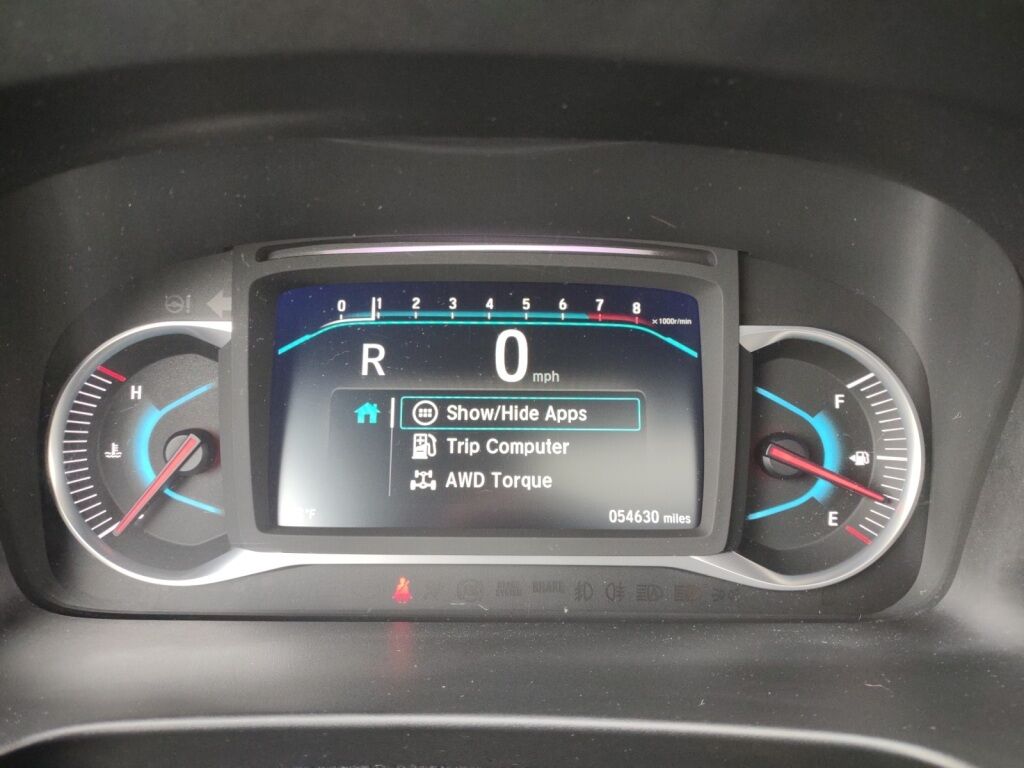 0 1 2 3 4 5 6 7 8 ×1000r/min
R 0 mph
H
F
Show/Hide Apps
Trip Computer
AWD Torque
E
°F
054630 miles
BRAKE